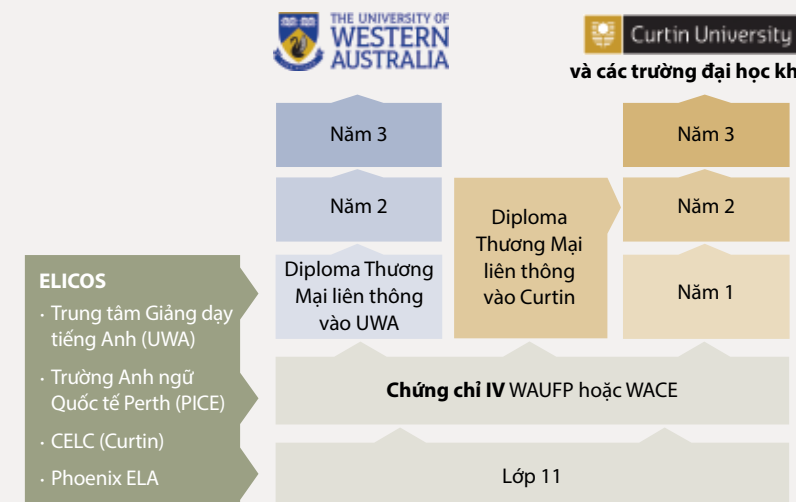 THE UNIVERSITY OF
WESTERN
AUSTRALIA
Curtin University
và các trường đại học
Năm 3
Năm 3
Năm 2
Diploma
Thương Mại
liên thông
vào Curtin
Năm 2
Diploma Thương
Mại liên thông
vào UWA
Năm 1
ELICOS
· Trung tâm Giảng dạy
tiếng Anh (UWA)
· Trường Anh ngữ
Quốc tế Perth (PICE)
· CELC (Curtin)
· Phoenix ELA
Chứng chỉ IV WAUFP hoặc WACE
Lớp 11